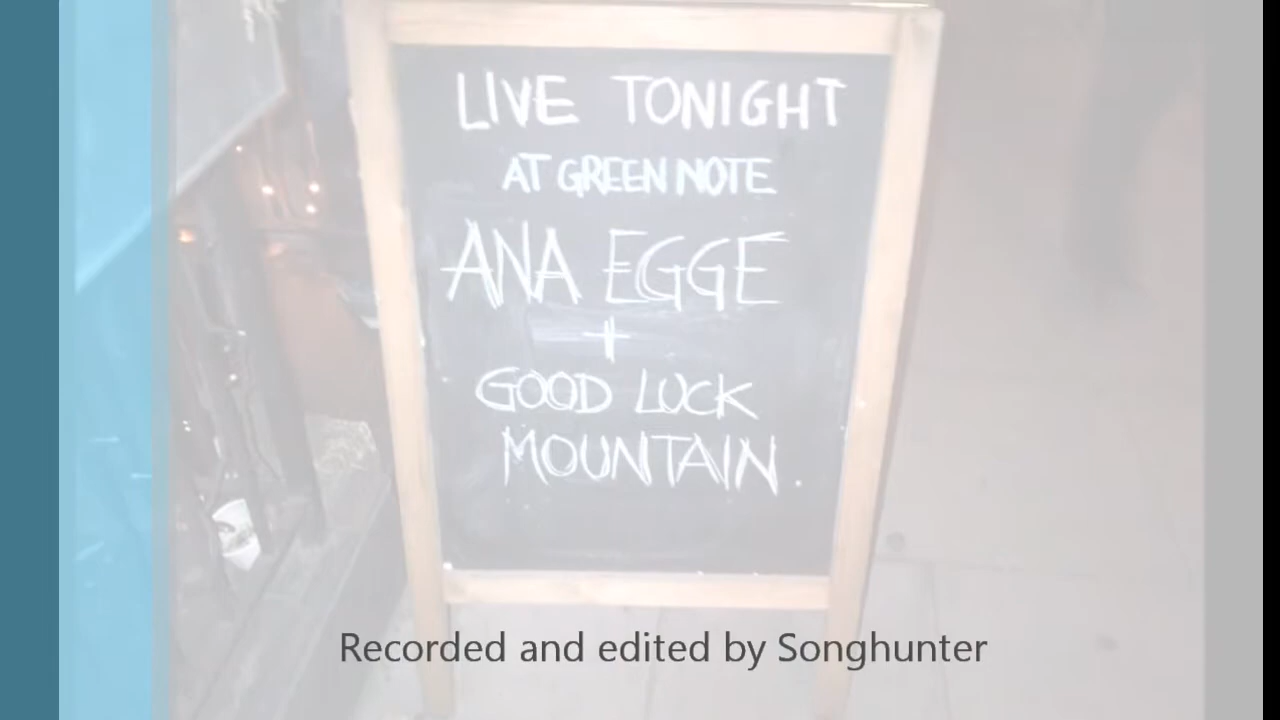 LIVE TONIGHT
AT GREEN NOTE
ANA EGGE
+
GOOD LUCK
MOUNTAIN.
Recorded and edited by Songhunter